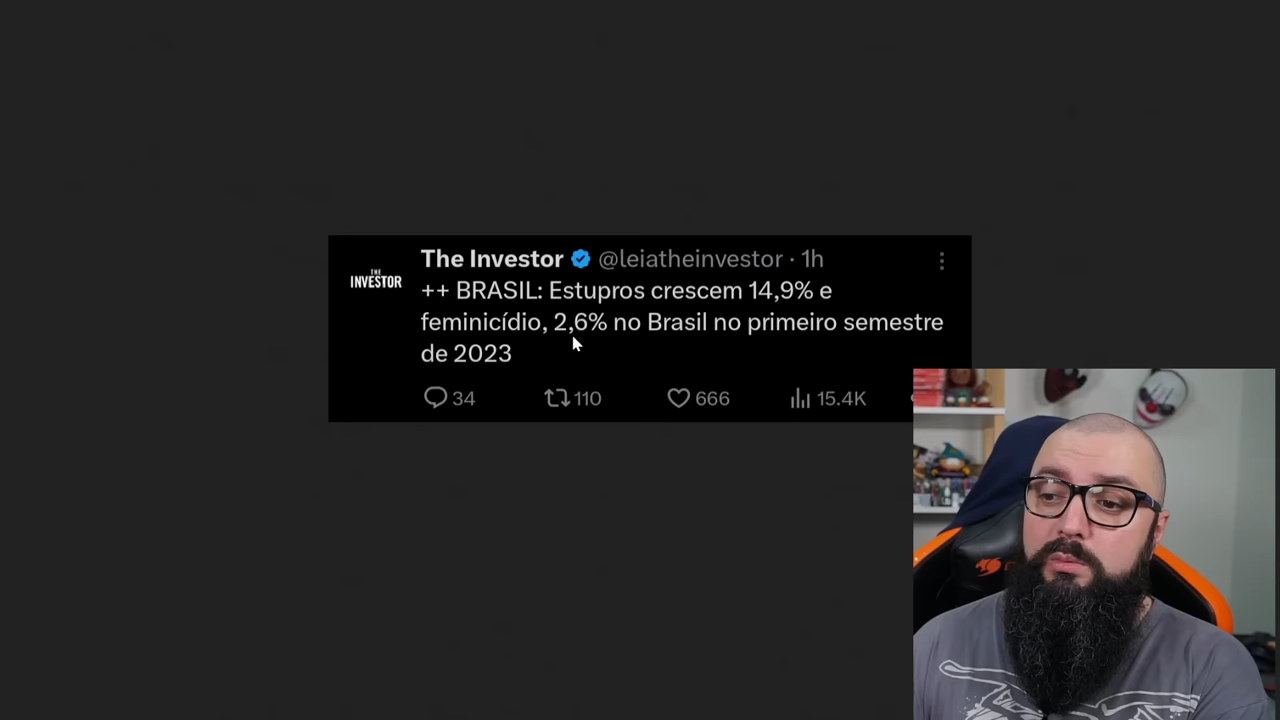 The Investor @leiatheinvestor · 1h
THE
INVESTOR
++ BRASIL: Estupros crescem 14,9% e
feminicídio, 2,6% no Brasil no primeiro semestre
de 2023
34 110 666 15.4K